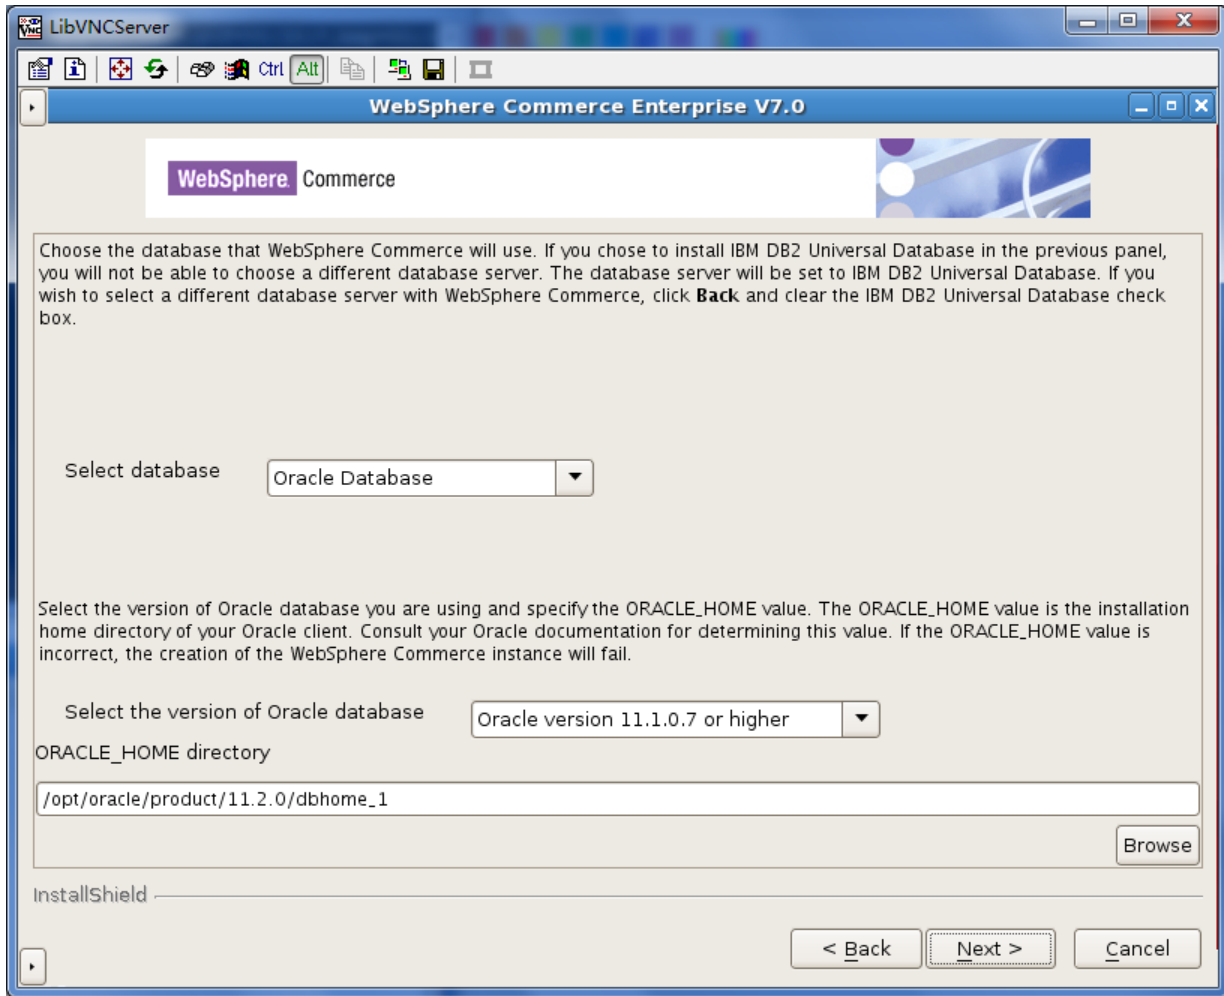 LibVNCServer
Ctrl Alt
WebSphere Commerce Enterprise V7.0
WebSphere. Commerce
Choose the database that WebSphere Commerce will use. If you chose to install IBM DB2 Universal Database in the previous panel,
you will not be able to choose a different database server. The database server will be set to IBM DB2 Universal Database. If you
wish to select a different database server with WebSphere Commerce, click Back and clear the IBM DB2 Universal Database check
box.
Select database
Oracle Database
Select the version of Oracle database you are using and specify the ORACLE_HOME value. The ORACLE_HOME value is the installation
home directory of your Oracle client. Consult your Oracle documentation for determining this value. If the ORACLE_HOME value is
incorrect, the creation of the WebSphere Commerce instance will fail.
Select the version of Oracle database
Oracle version 11.1.0.7 or higher
ORACLE_HOME directory
/opt/oracle/product/11.2.0/dbhome_1
Browse
InstallShield
< Back
Next >
Cancel